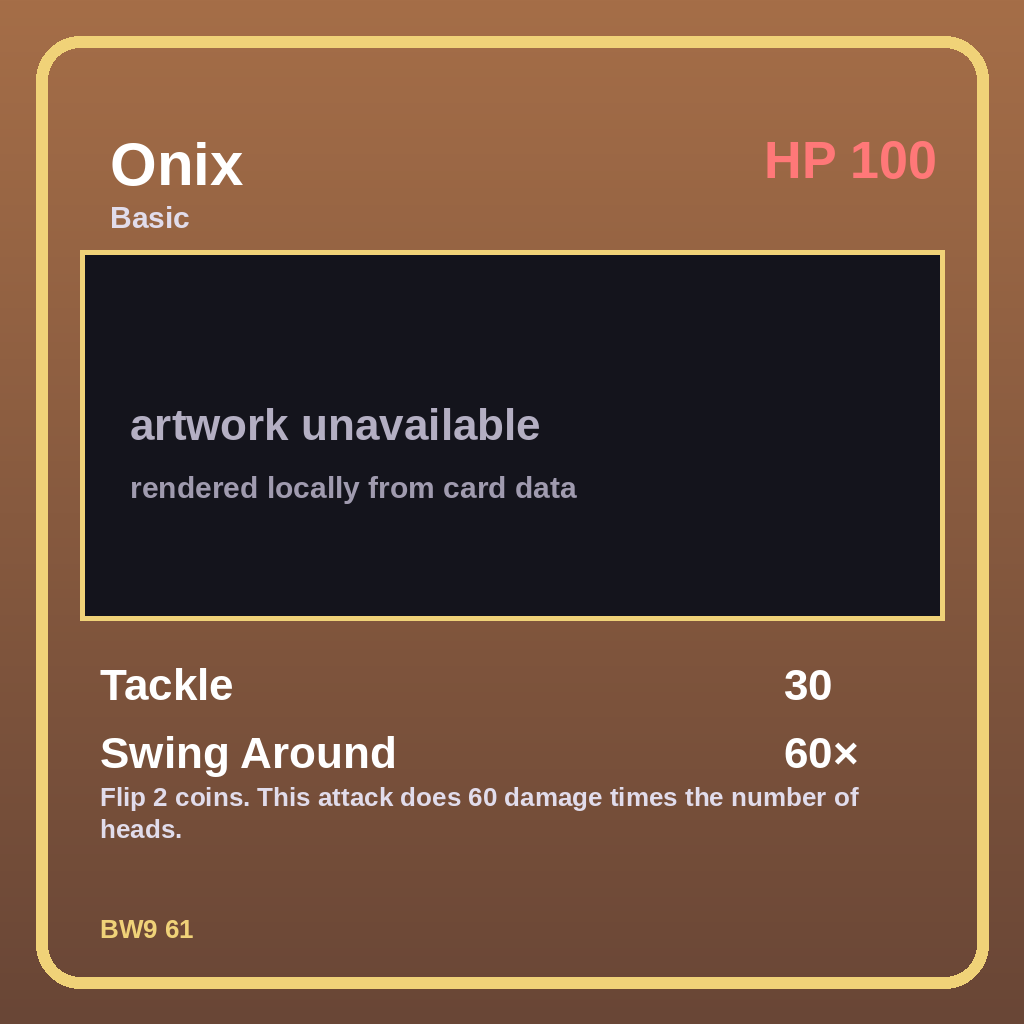 Onix
HP 100
Basic
artwork unavailable
rendered locally from card data
Tackle 30
Swing Around 60×
Flip 2 coins. This attack does 60 damage times the number of
heads.
BW9 61